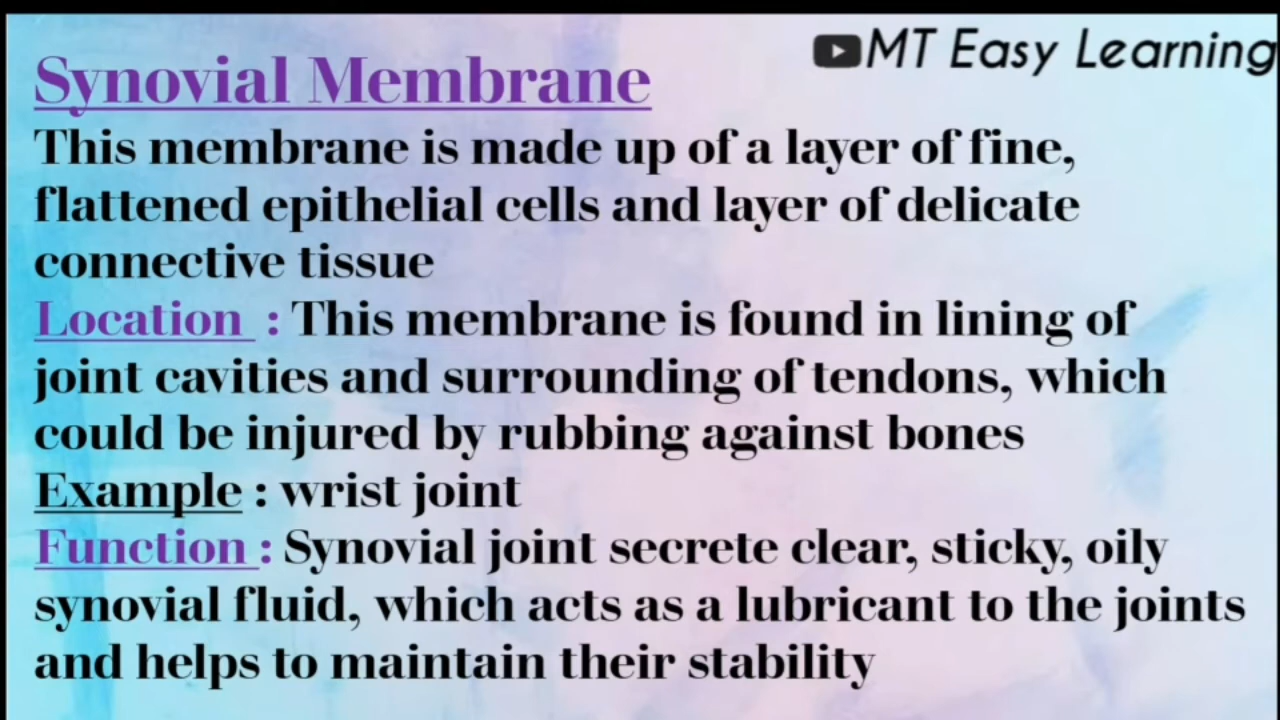 MT Easy Learning
Synovial Membrane
This membrane is made up of a layer of fine,
flattened epithelial cells and layer of delicate
connective tissue
Location : This membrane is found in lining of
joint cavities and surrounding of tendons, which
could be injured by rubbing against bones
Example : wrist joint
Function : Synovial joint secrete clear, sticky, oily
synovial fluid, which acts as a lubricant to the joints
and helps to maintain their stability